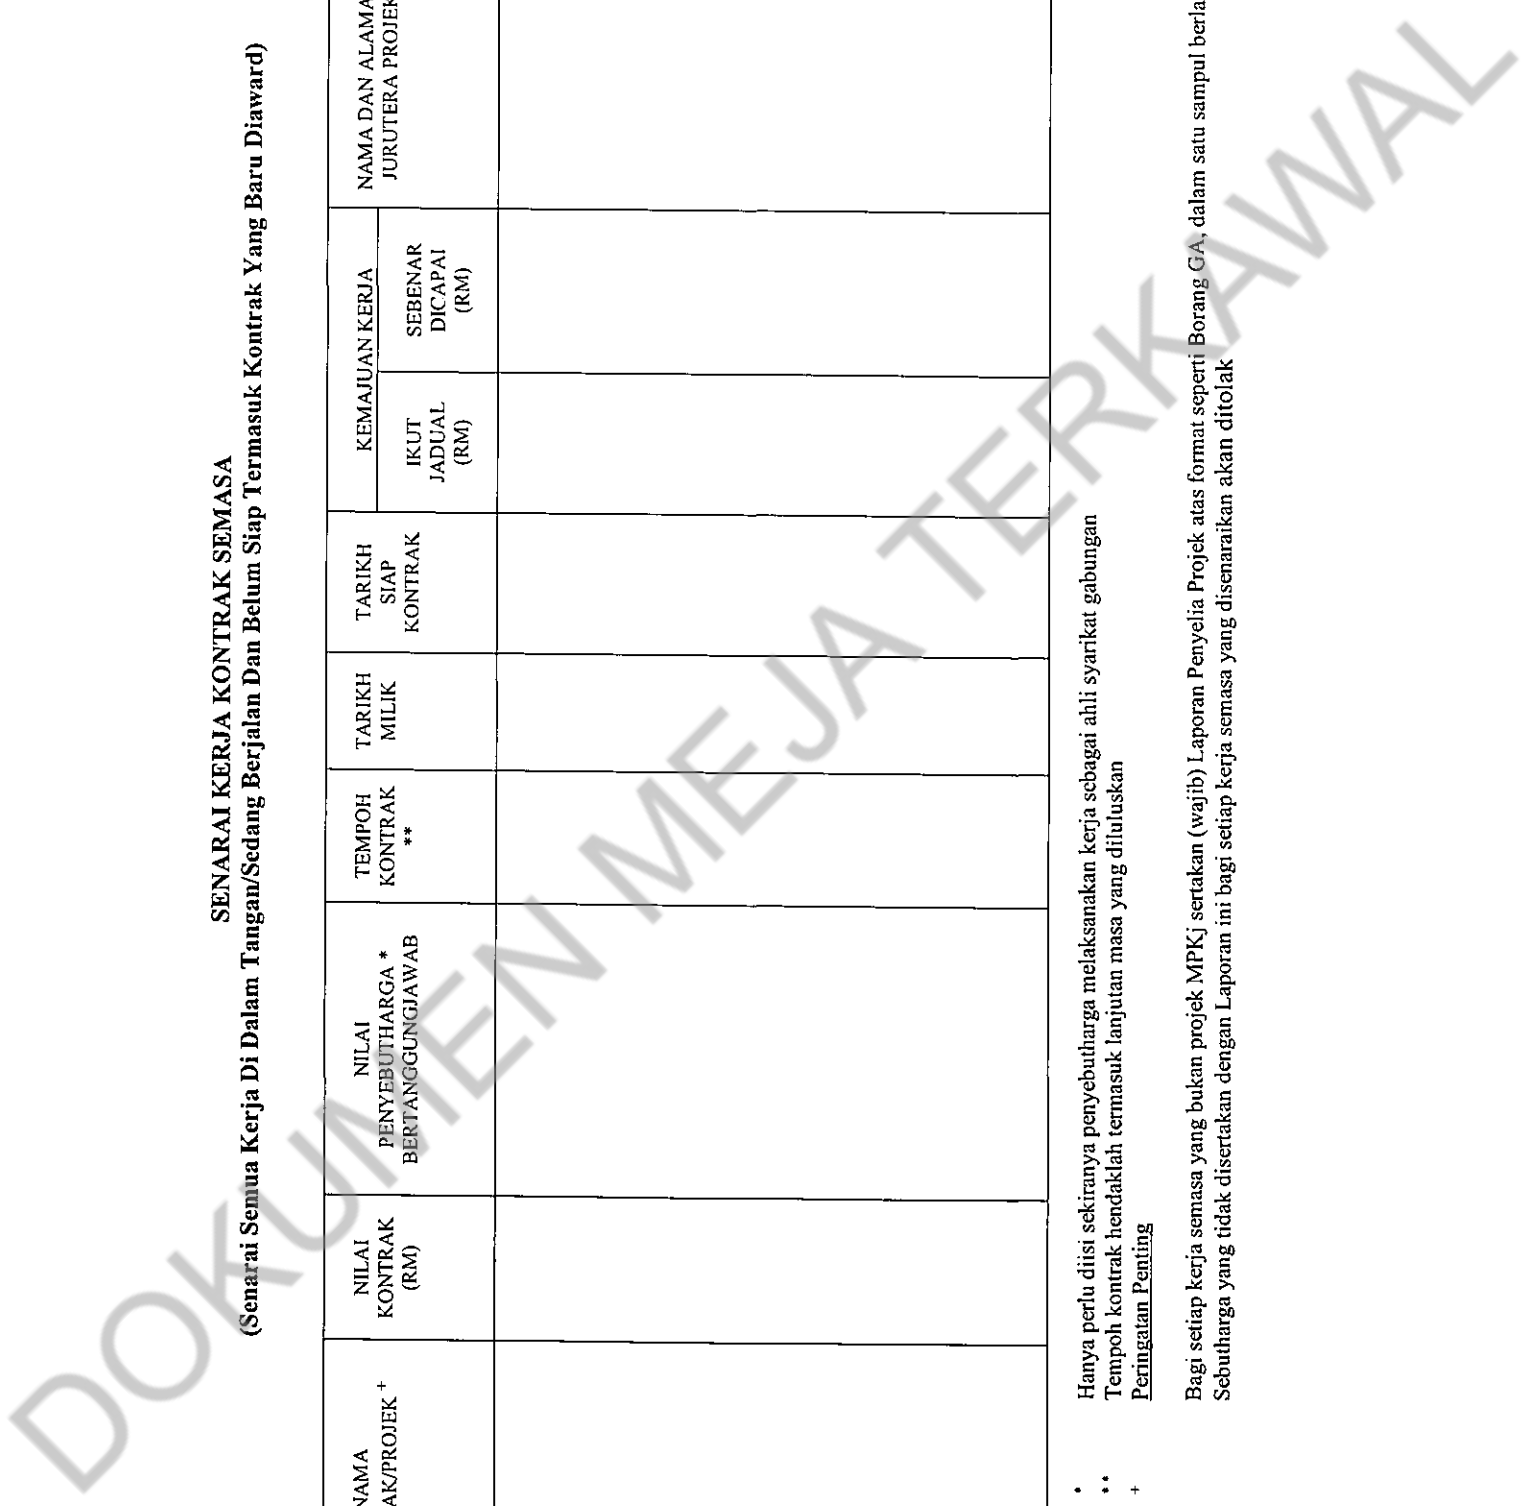 SENARAI KERJA KONTRAK SEMASA
(Senarai Semua Kerja Di Dalam Tangan/Sedang Berjalan Dan Belum Siap Termasuk Kontrak Yang Baru Diaward)
NAMA
AK/PROJEK +
NILAI
KONTRAK
(RM)
NILAI
PENYEBUTHARGA *
BERTANGGUNGJAWAB
TEMPOH
KONTRAK
**
TARIKH
MILIK
TARIKH
SIAP
KONTRAK
KEMAJUAN KERJA
IKUT
JADUAL
(RM)
SEBENAR
DICAPAI
(RM)
NAMA DAN ALAMA
JURUTERA PROJEK
* Hanya perlu diisi sekiranya penyebutharga melaksanakan kerja sebagai ahli syarikat gabungan
** Tempoh kontrak hendaklah termasuk lanjutan masa yang diluluskan
+ Peringatan Penting
Bagi setiap kerja semasa yang bukan projek MPKj sertakan (wajib) Laporan Penyelia Projek atas format seperti Borang GA, dalam satu sampul berla
Sebutharga yang tidak disertakan dengan Laporan ini bagi setiap kerja semasa yang disenaraikan akan ditolak
DOKUMEN MEJA TERKAWAL